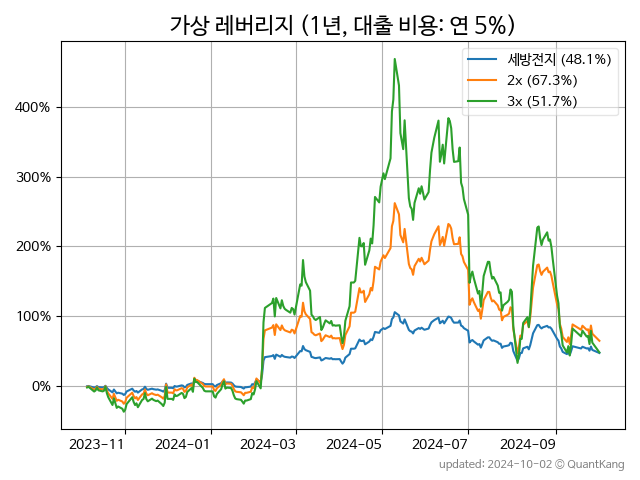 가상 레버리지 (1년, 대출 비용: 연 5%)
세방전지 (48.1%)
2x (67.3%)
3x (51.7%)
400%
300%
200%
100%
0%
2023-11 2024-01 2024-03 2024-05 2024-07 2024-09
updated: 2024-10-02 © QuantKang